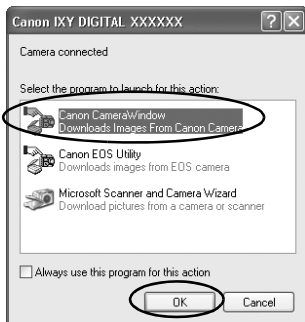 Canon IXY DIGITAL XXXXXX
Camera connected
Select the program to launch for this action:
Canon CameraWindow
Downloads Images From Canon Camera
Canon EOS Utility
Downloads images from EOS camera
Microsoft Scanner and Camera Wizard
Download pictures from a camera or scanner
Always use this program for this action
OK
Cancel